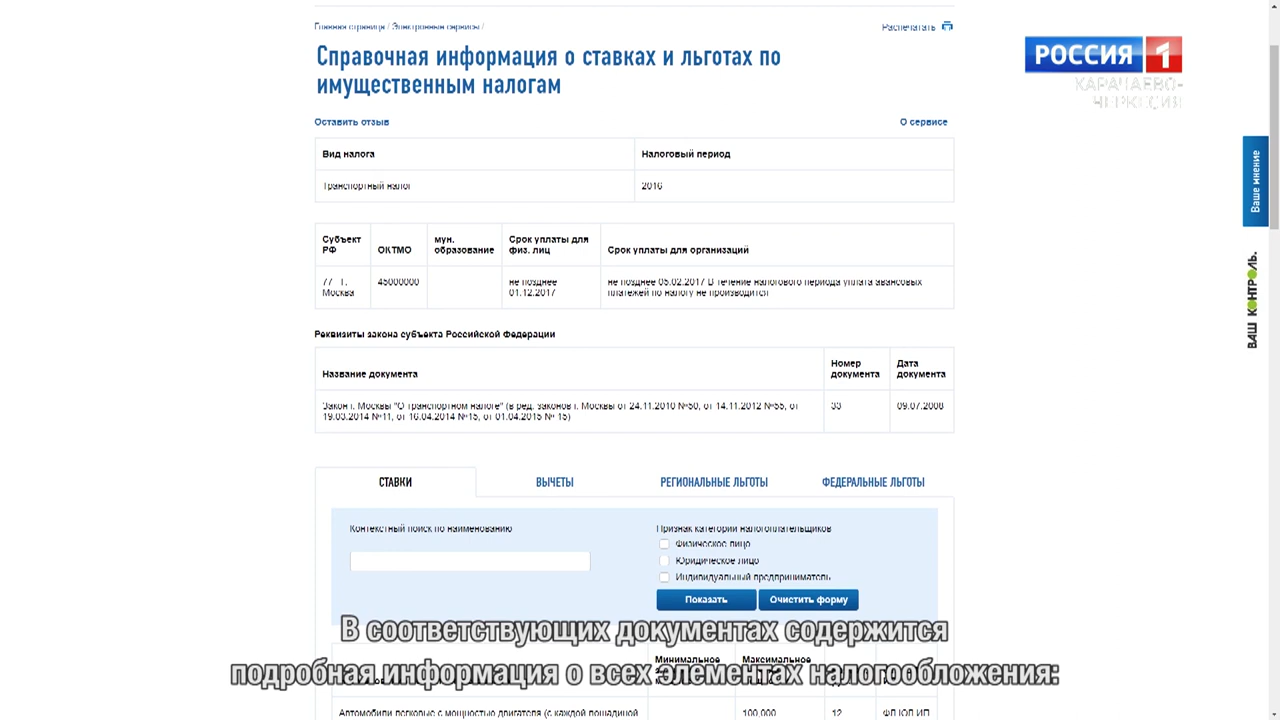 Главная страница / Электронные сервисы /
Распечатать
РОССИЯ 1
КАРАЧАЕВО-
ЧЕРКЕСИЯ
Справочная информация о ставках и льготах по
имущественным налогам
Оставить отзыв
О сервисе
Вид налога
Налоговый период
Транспортный налог
2016
Субъект
РФ
ОКТМО
мун.
образование
Срок уплаты для
физ. лиц
Срок уплаты для организаций
77 Г.
Москва
45000000
не позднее
01.12.2017
не позднее 05.02.2017 В течение налогового периода уплата авансовых
платежей по налогу не производится
Реквизиты закона субъекта Российской Федерации
Название документа
Номер
документа
Дата
документа
Закон г. Москвы "О транспортном налоге" (в ред. законов г. Москвы от 24.11.2010 №50, от 14.11.2012 №55, от
19.03.2014 №11, от 16.04.2014 №15, от 01.04.2015 № 15)
33
09.07.2008
СТАВКИ
ВЫЧЕТЫ
РЕГИОНАЛЬНЫЕ ЛЬГОТЫ
ФЕДЕРАЛЬНЫЕ ЛЬГОТЫ
Контекстный поиск по наименованию
Признак категории налогоплательщиков
Физическое лицо
Юридическое лицо
Индивидуальный предприниматель
Показать
Очистить форму
В соответствующих документах содержится
подробная информация о всех элементах налогообложения:
Минимальное
Максимальное
Автомобили легковые с мощностью двигателя (с каждой лошадиной
100,000
12
ФЛ ЮЛ ИП
Ваше мнение
ВАШ КОНТРОЛЬ.